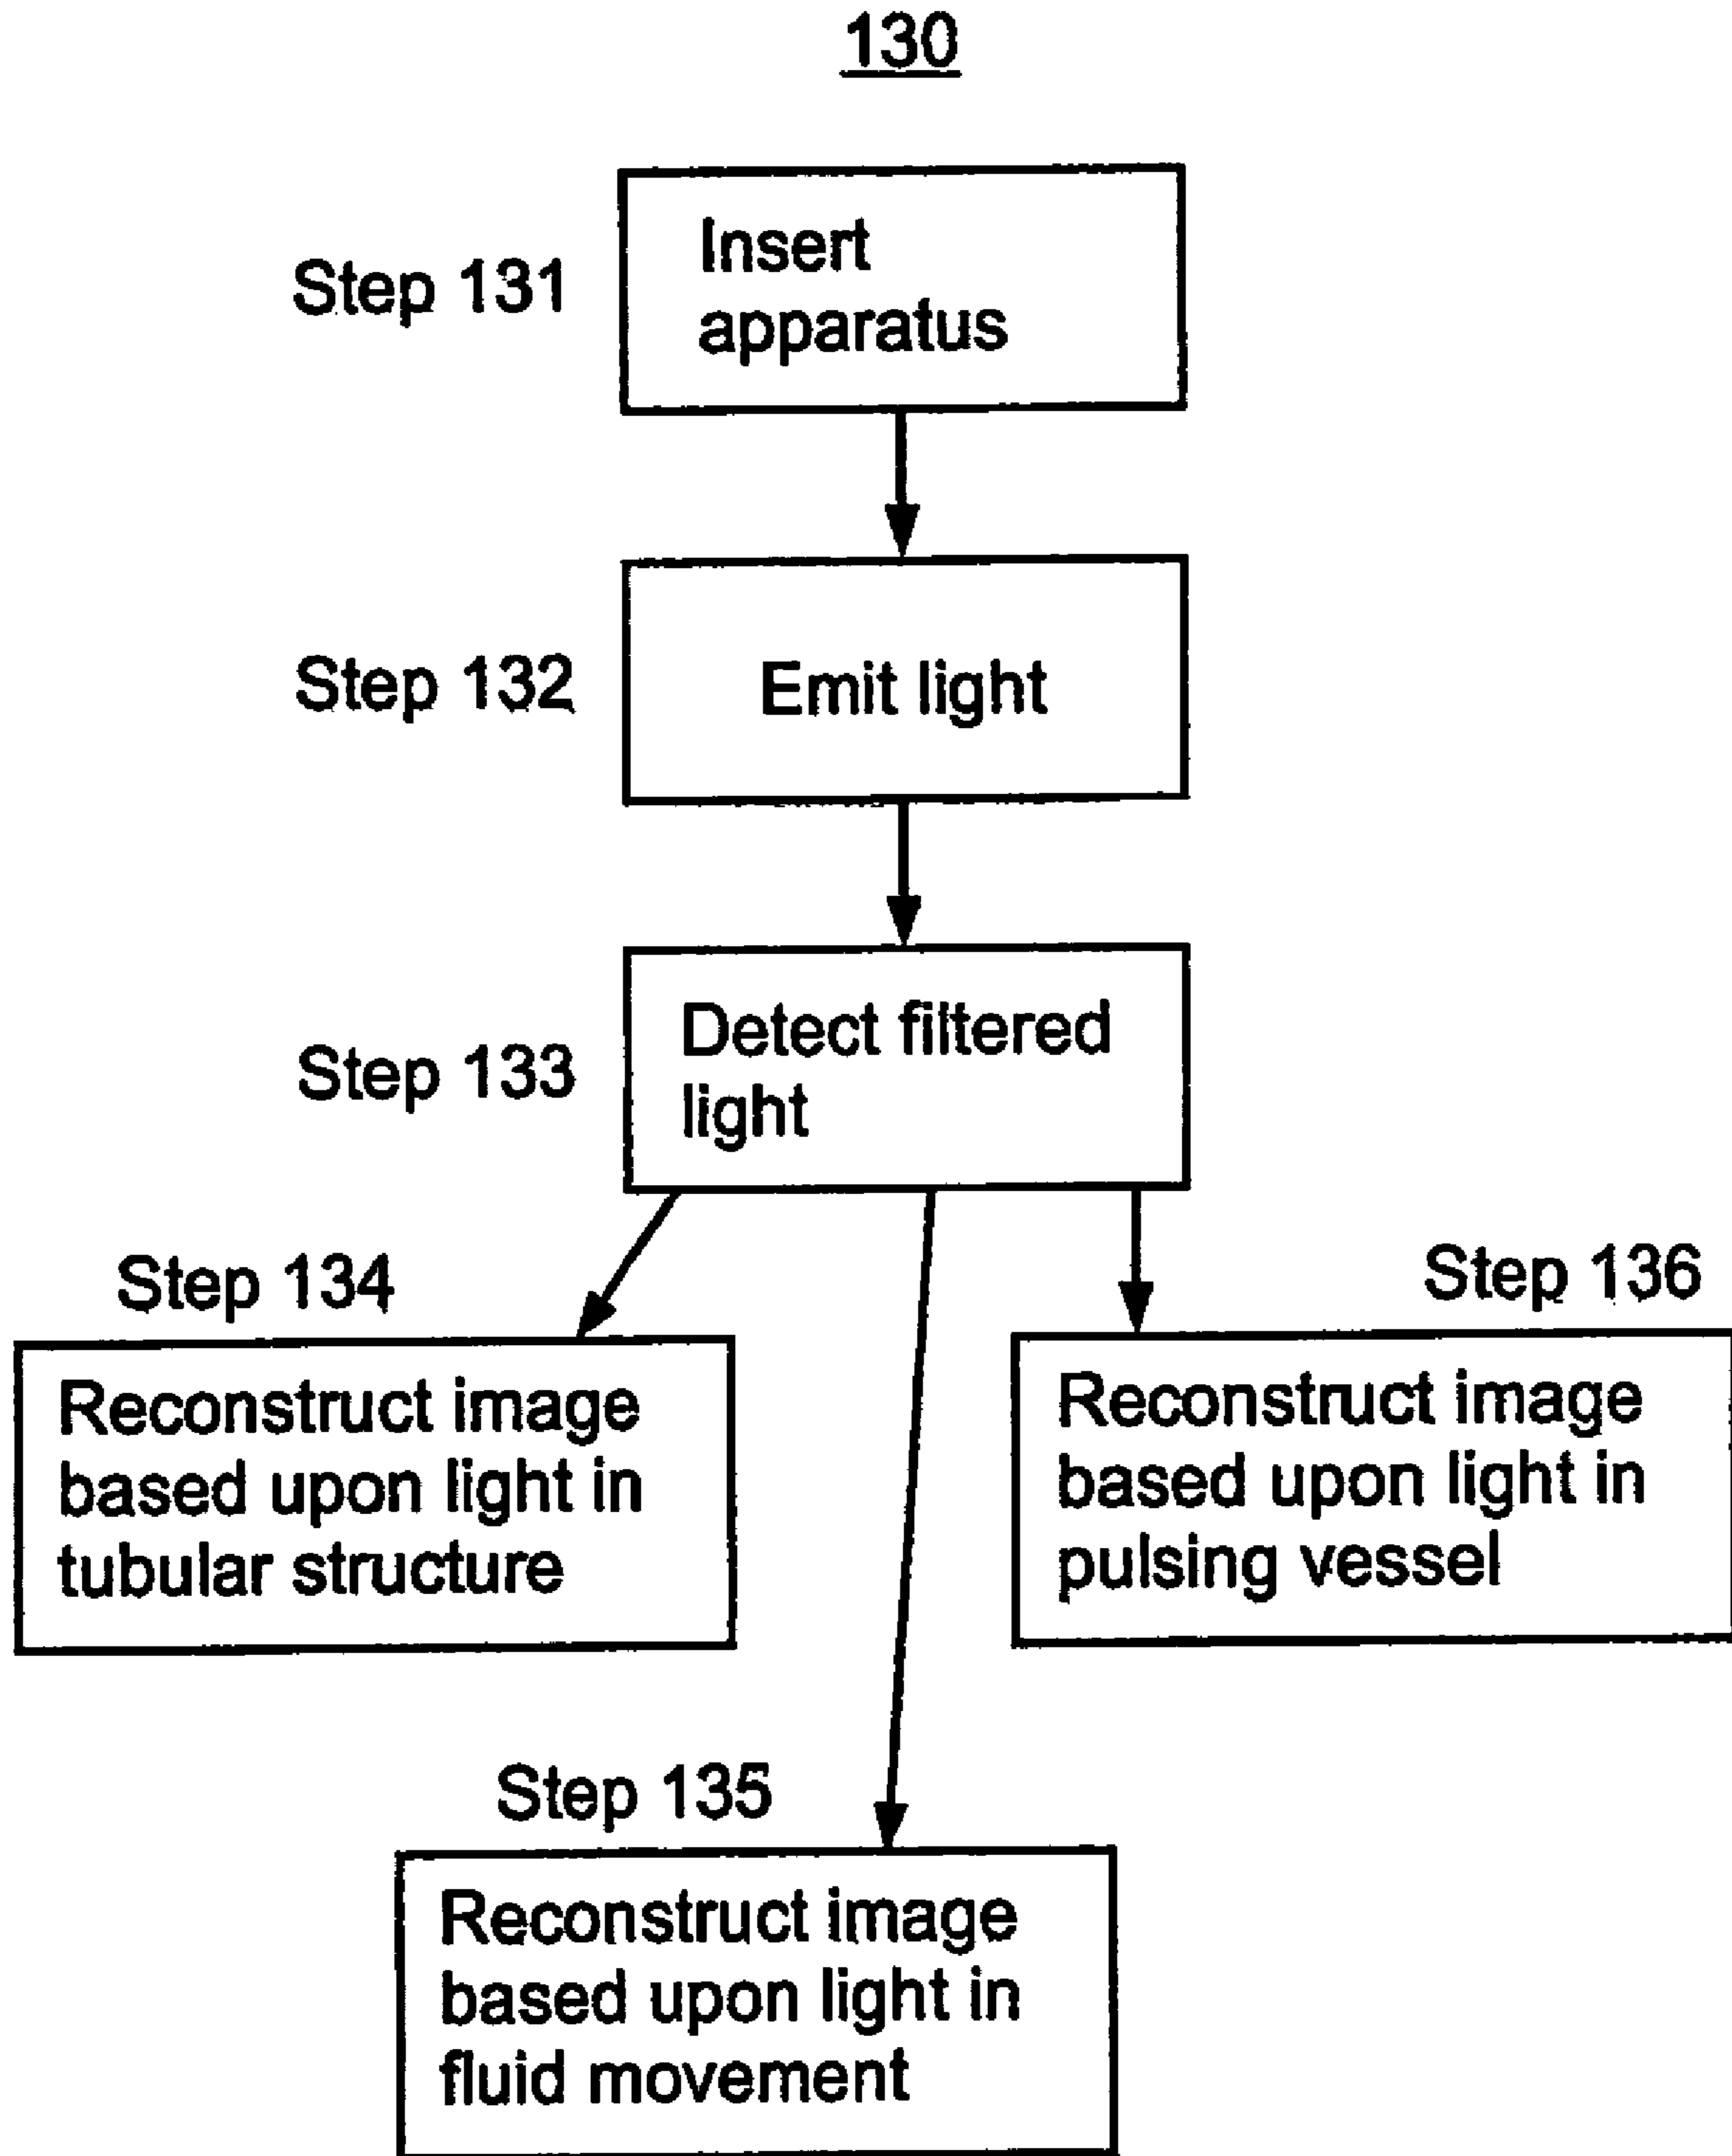 130
Step 131
Insert
apparatus
Step 132
Emit light
Step 133
Detect filtered
light
Step 134
Reconstruct image
based upon light in
tubular structure
Step 136
Reconstruct image
based upon light in
pulsing vessel
Step 135
Reconstruct image
based upon light in
fluid movement